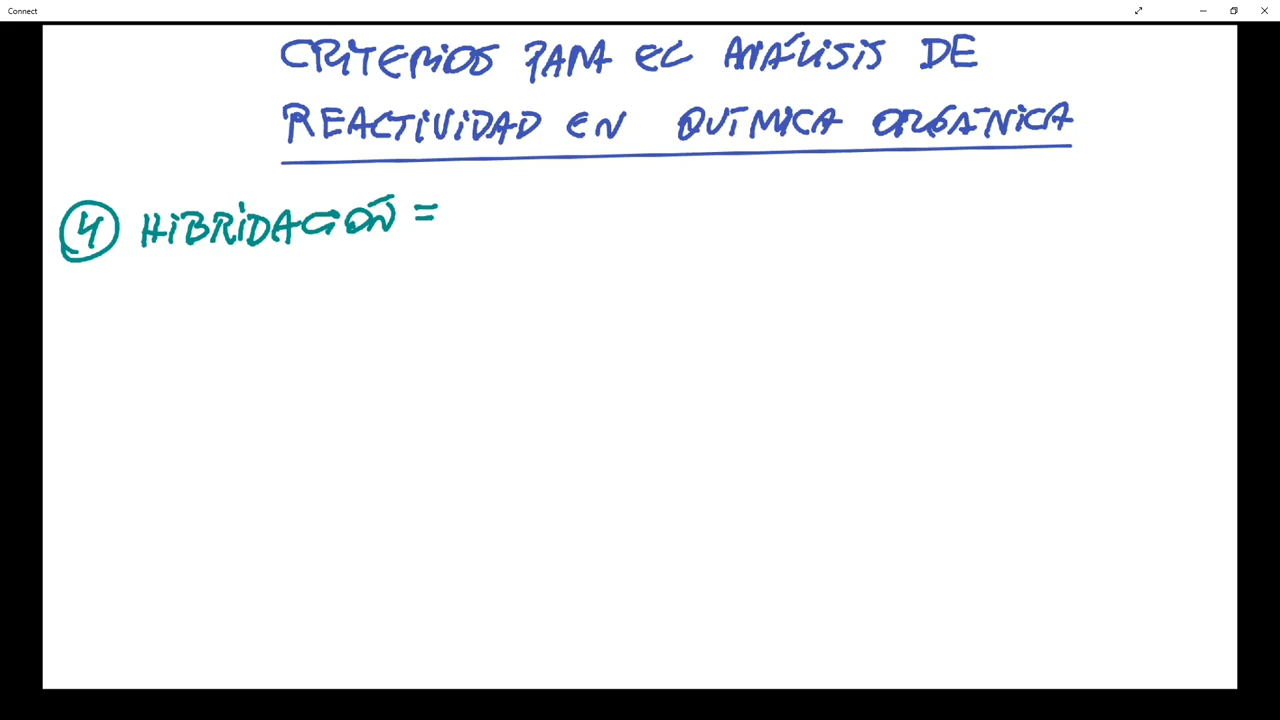 Connect
CRITERIOS PARA EL ANÁLISIS DE
REACTIVIDAD EN QUÍMICA ORGÁNICA
4 HIBRIDACIÓN =